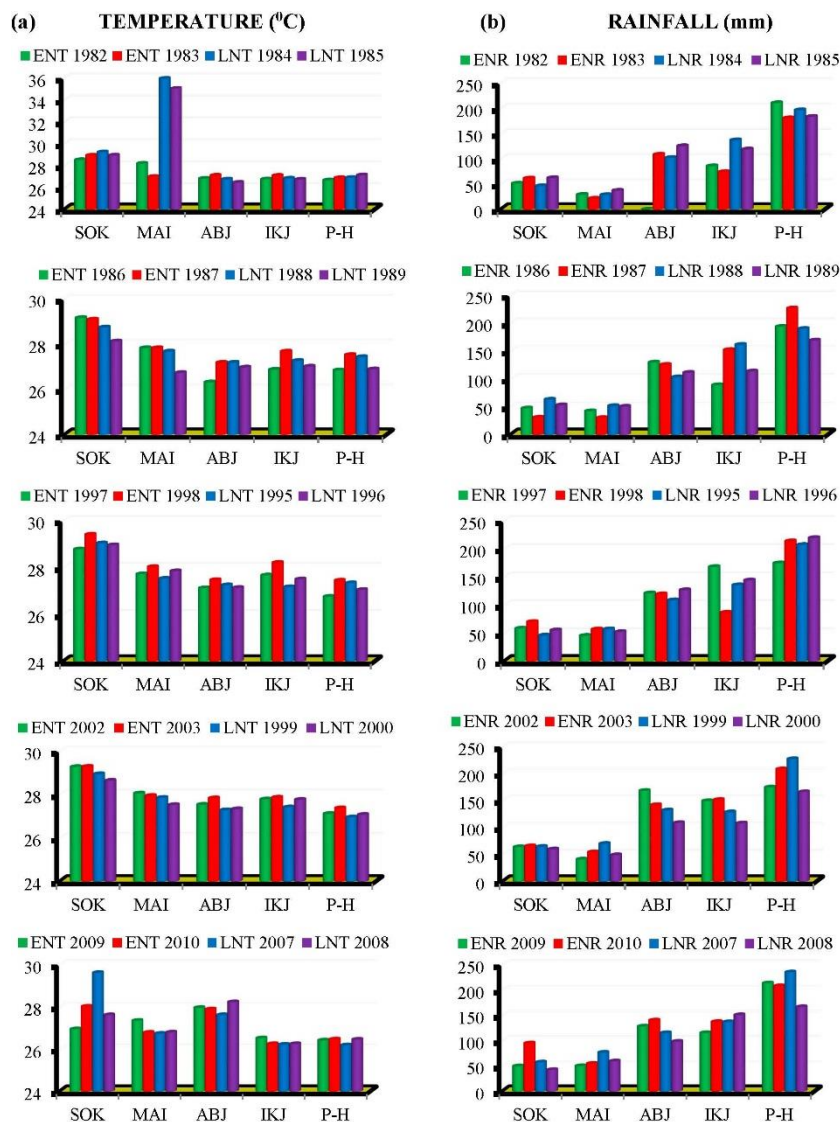 (a) TEMPERATURE (⁰C)
(b) RAINFALL (mm)
ENT 1982 ENT 1983 LNT 1984 LNT 1985
36
34
32
30
28
26
24
SOK MAI ABJ IKJ P-H
ENR 1982 ENR 1983 LNR 1984 LNR 1985
250
200
150
100
50
0
SOK MAI ABJ IKJ P-H
ENT 1986 ENT 1987 LNT 1988 LNT 1989
30
28
26
24
SOK MAI ABJ IKJ P-H
ENR 1986 ENR 1987 LNR 1988 LNR 1989
250
200
150
100
50
0
SOK MAI ABJ IKJ P-H
ENT 1997 ENT 1998 LNT 1995 LNT 1996
30
28
26
24
SOK MAI ABJ IKJ P-H
ENR 1997 ENR 1998 LNR 1995 LNR 1996
250
200
150
100
50
0
SOK MAI ABJ IKJ P-H
ENT 2002 ENT 2003 LNT 1999 LNT 2000
30
28
26
24
SOK MAI ABJ IKJ P-H
ENR 2002 ENR 2003 LNR 1999 LNR 2000
250
200
150
100
50
0
SOK MAI ABJ IKJ P-H
ENT 2009 ENT 2010 LNT 2007 LNT 2008
30
28
26
24
SOK MAI ABJ IKJ P-H
ENR 2009 ENR 2010 LNR 2007 LNR 2008
250
200
150
100
50
0
SOK MAI ABJ IKJ P-H